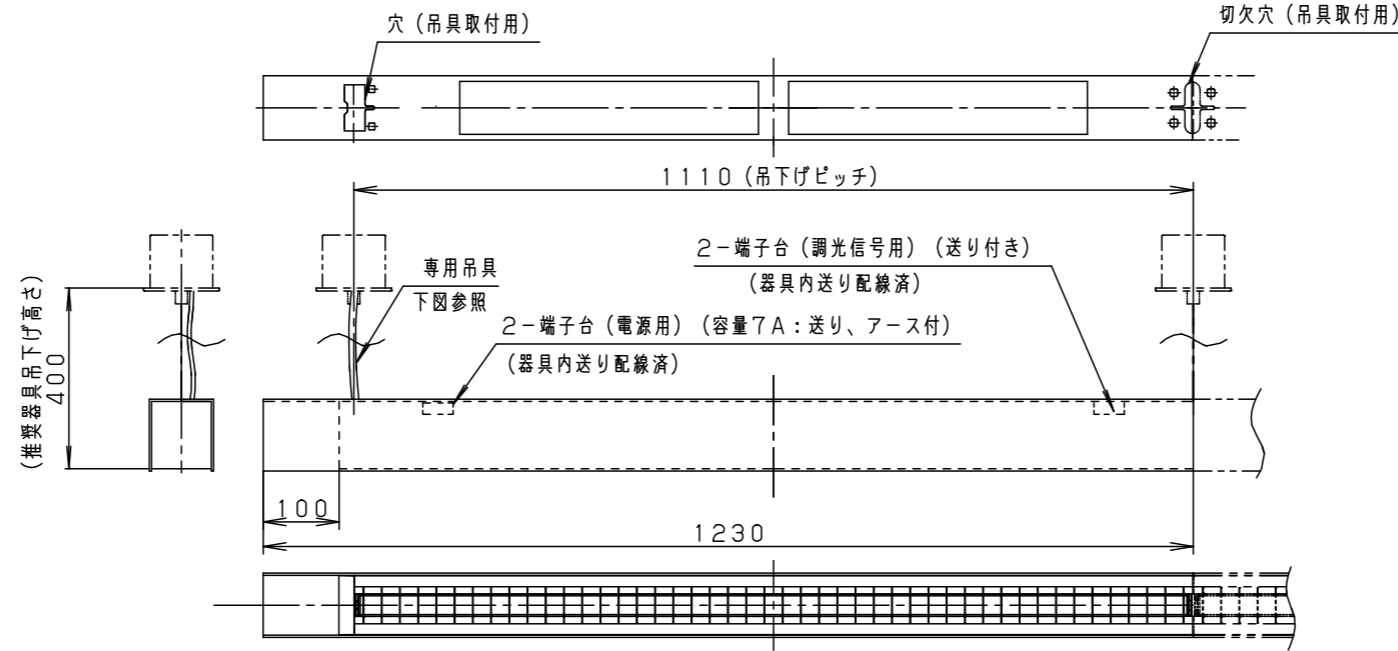 穴（吊具取付用）
切欠穴（吊具取付用）
１１１０（吊下げピッチ）
専用吊具
下図参照
２－端子台（調光信号用）（送り付き）
（器具内送り配線済）
２－端子台（電源用）（容量７Ａ：送り、アース付）
（器具内送り配線済）
（推奨器具吊下げ高さ）
４００
１００
１２３０